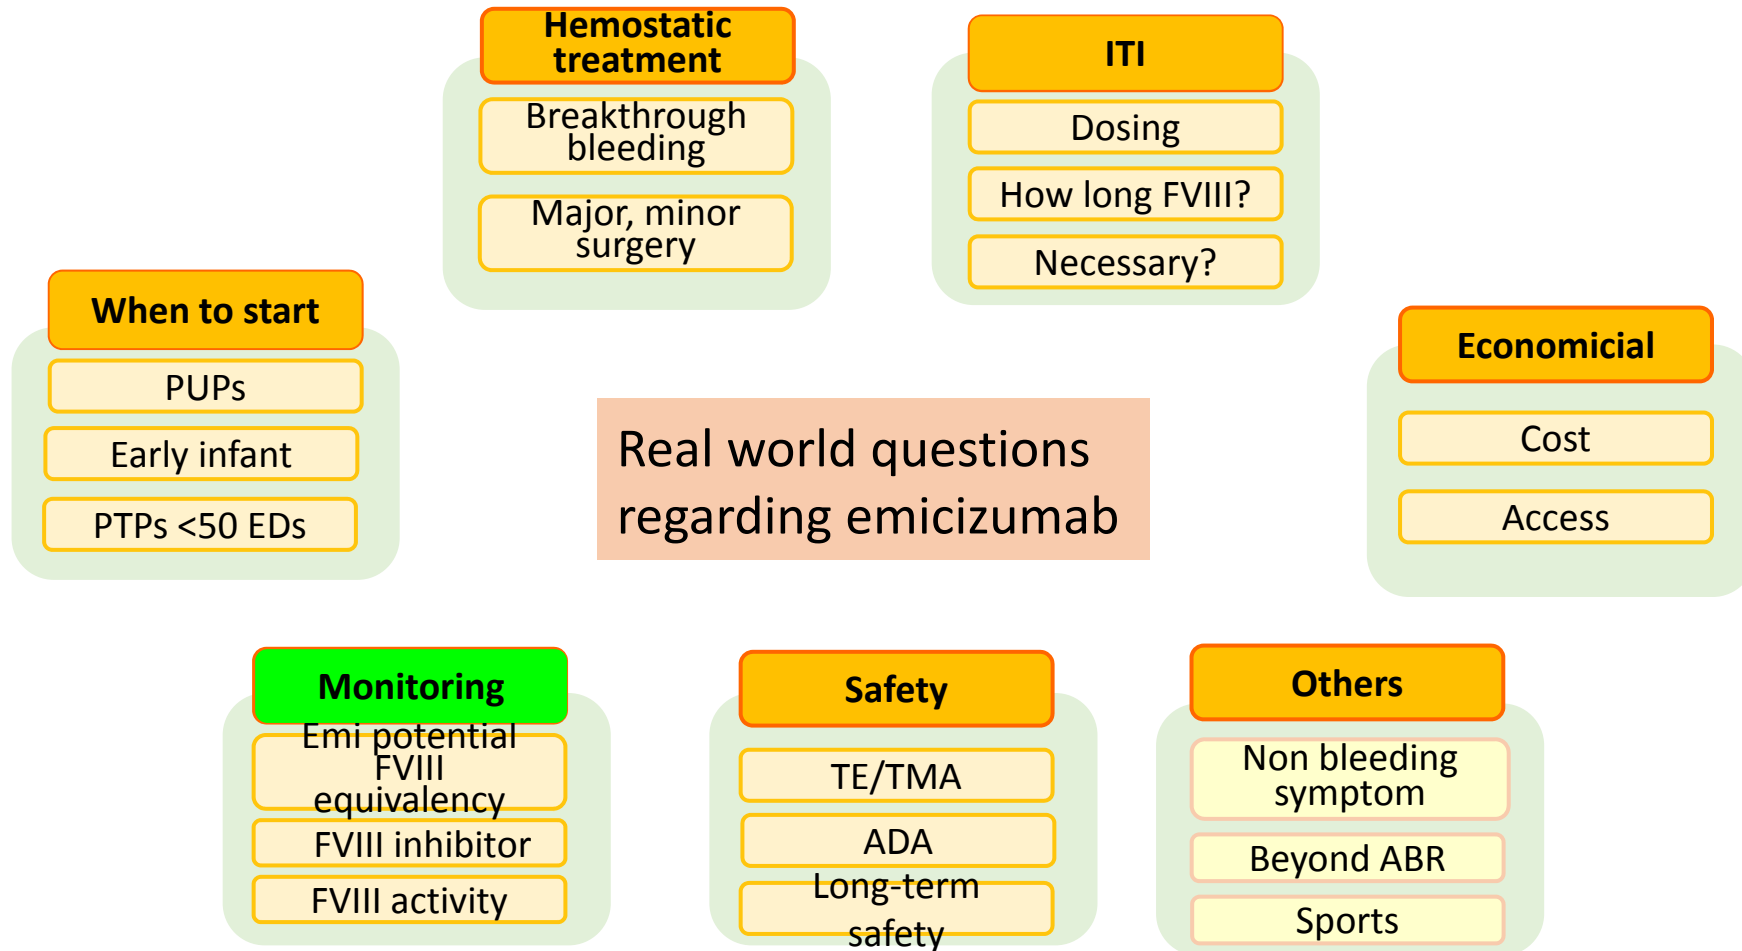 Hemostatic
treatment
Breakthrough
bleeding
Major, minor
surgery
ITI
Dosing
How long FVIII?
Necessary?
When to start
PUPs
Early infant
PTPs <50 EDs
Real world questions
regarding emicizumab
Economicial
Cost
Access
Monitoring
Emi potential
FVIII
equivalency
FVIII inhibitor
FVIII activity
Safety
TE/TMA
ADA
Long-term
safety
Others
Non bleeding
symptom
Beyond ABR
Sports